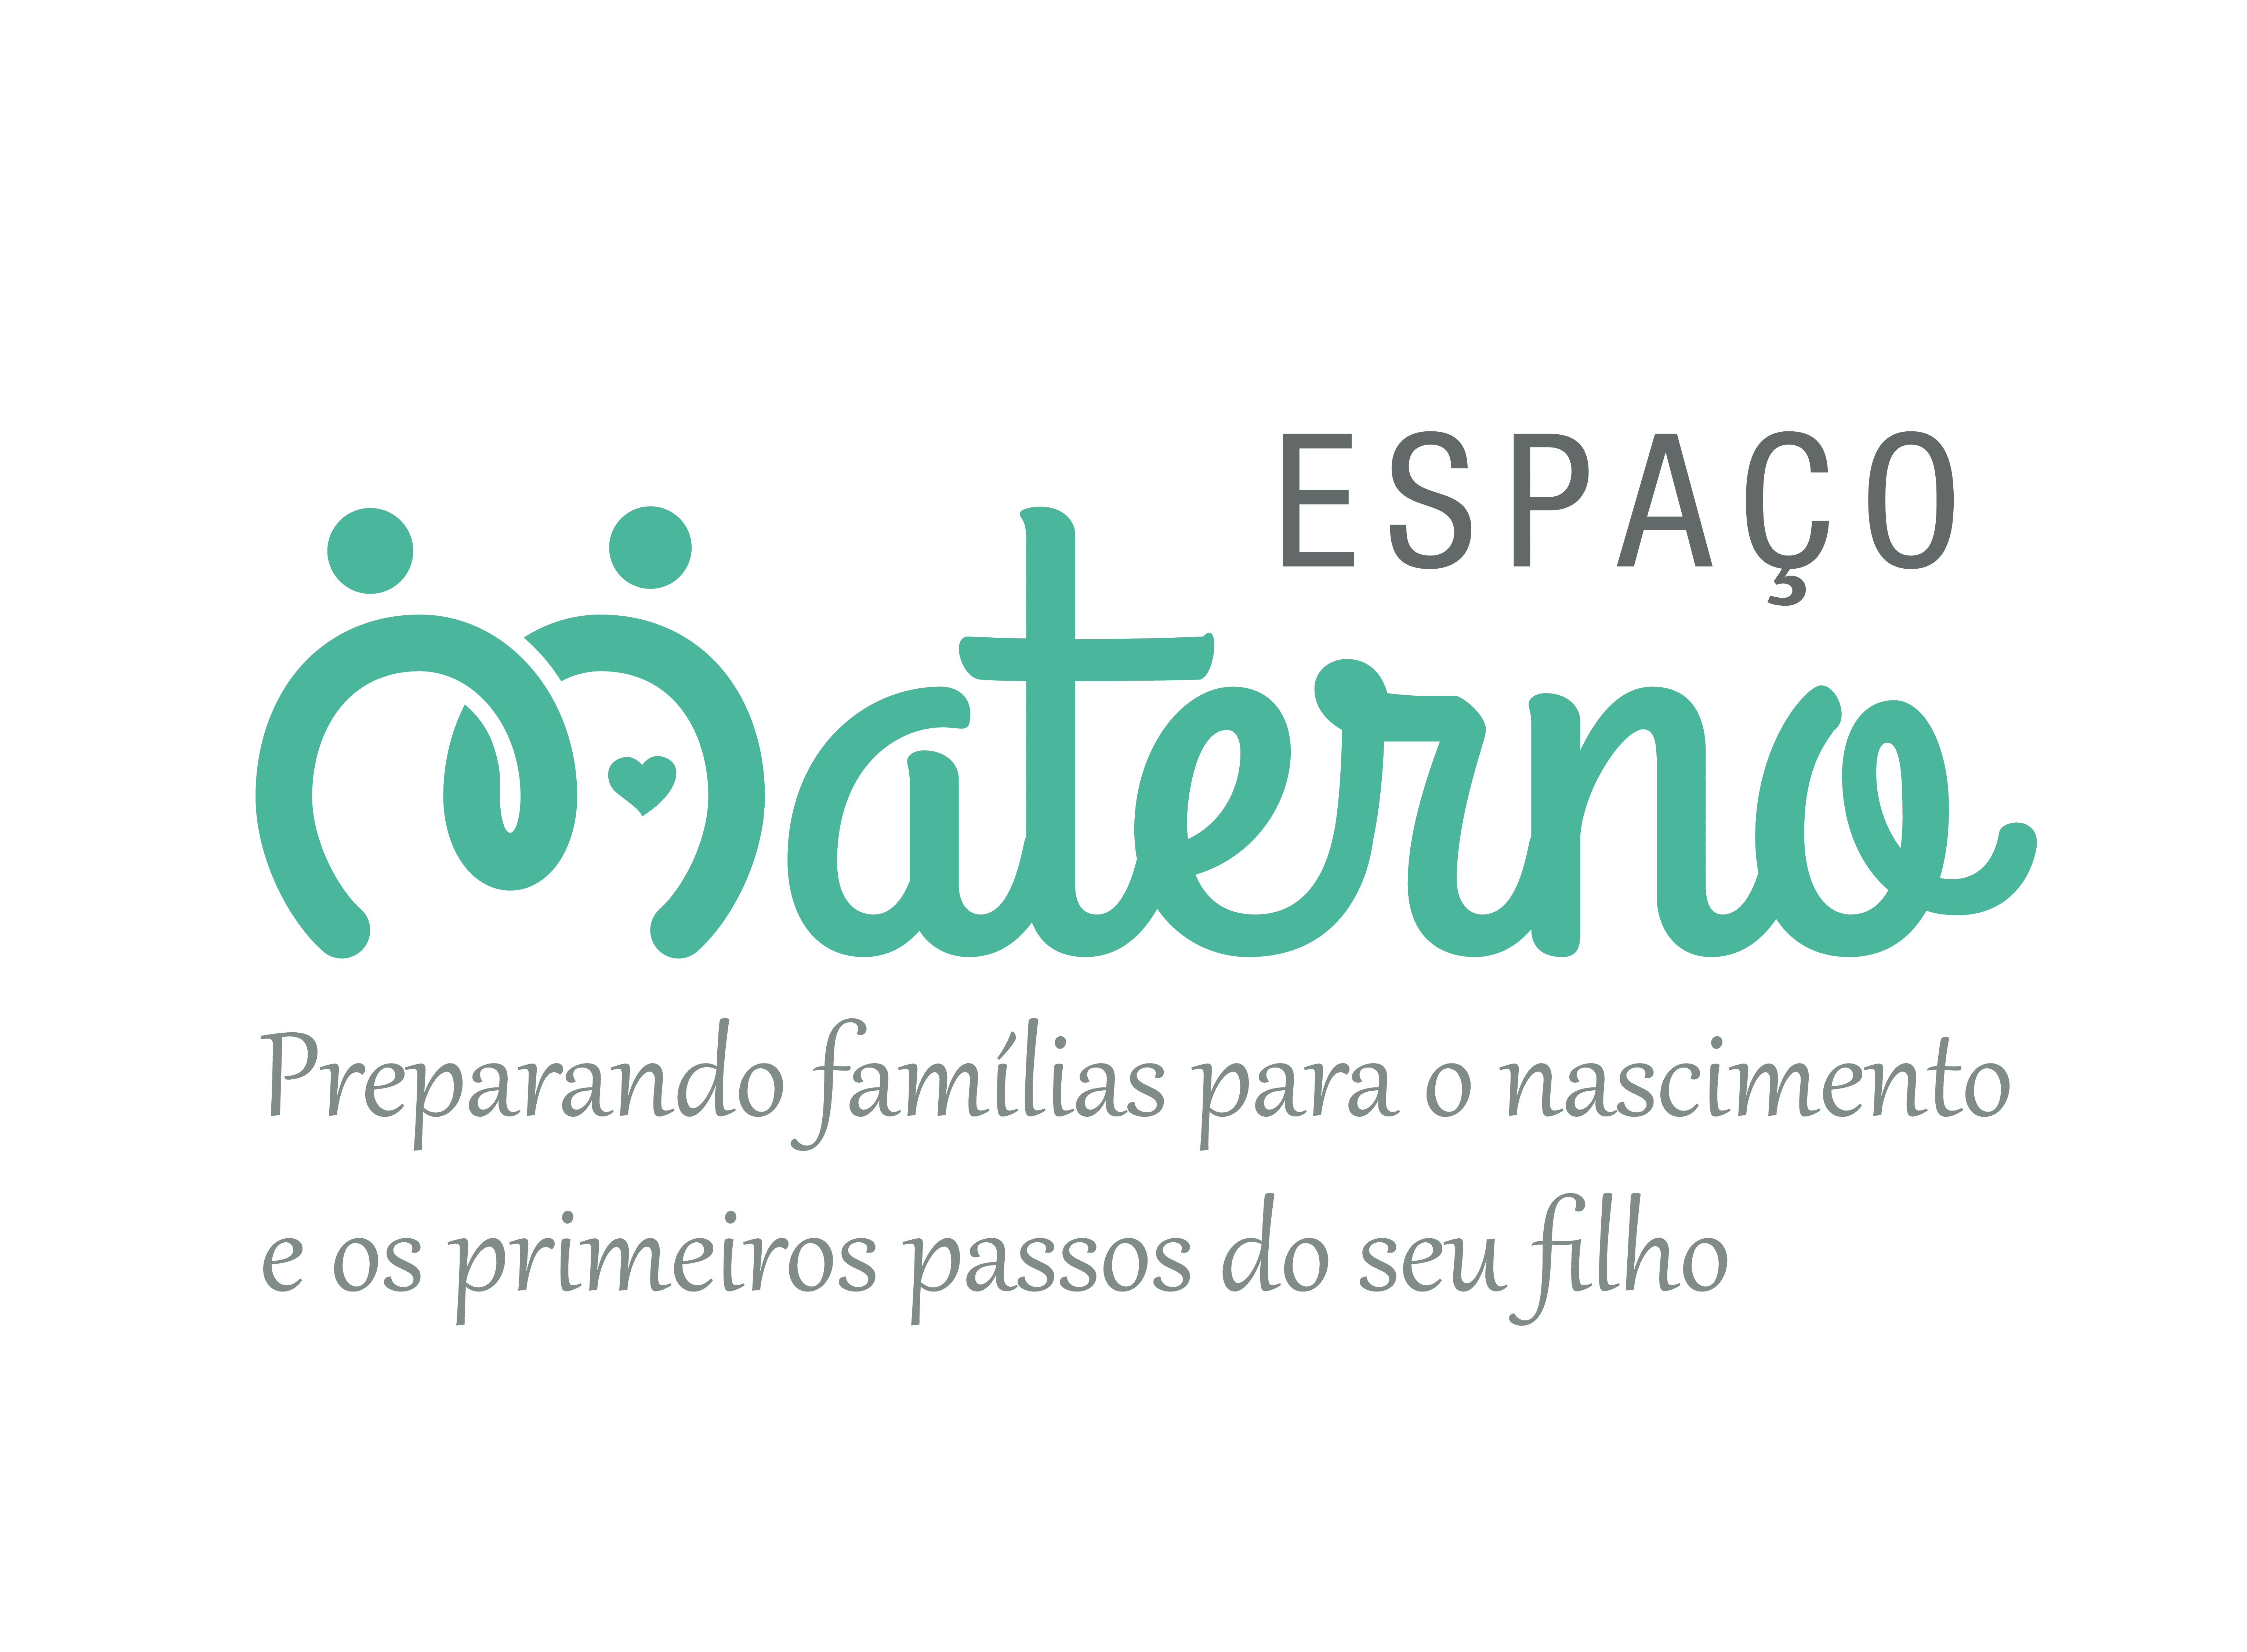 ESPAÇO
Materno
Preparando famílias para o nascimento
e os primeiros passos do seu filho